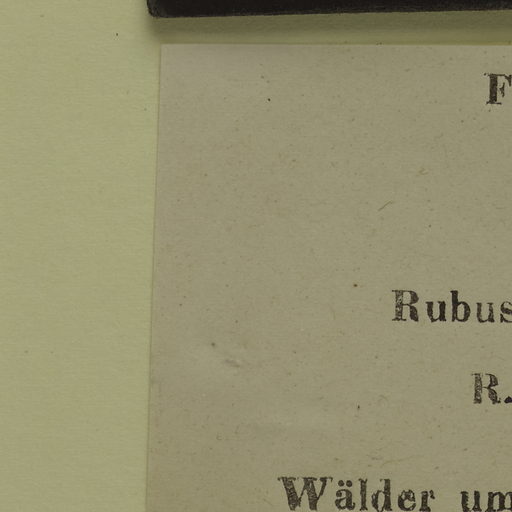 F
Rubus
R.
Wälder um